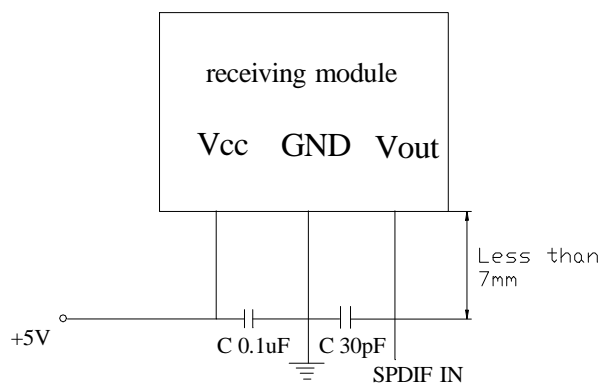 receiving module
Vcc GND Vout
Less than
7mm
+5V
C 0.1uF C 30pF
SPDIF IN